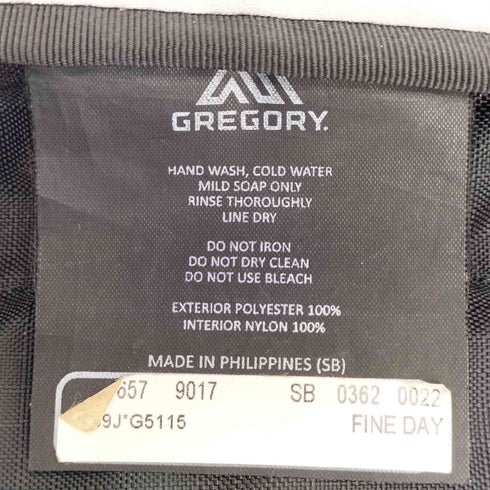 GREGORY.
HAND WASH, COLD WATER
MILD SOAP ONLY
RINSE THOROUGHLY
LINE DRY
DO NOT IRON
DO NOT DRY CLEAN
DO NOT USE BLEACH
EXTERIOR POLYESTER 100%
INTERIOR NYLON 100%
MADE IN PHILIPPINES (SB)
657 9017 SB 0362 0022
9J*G5115 FINE DAY